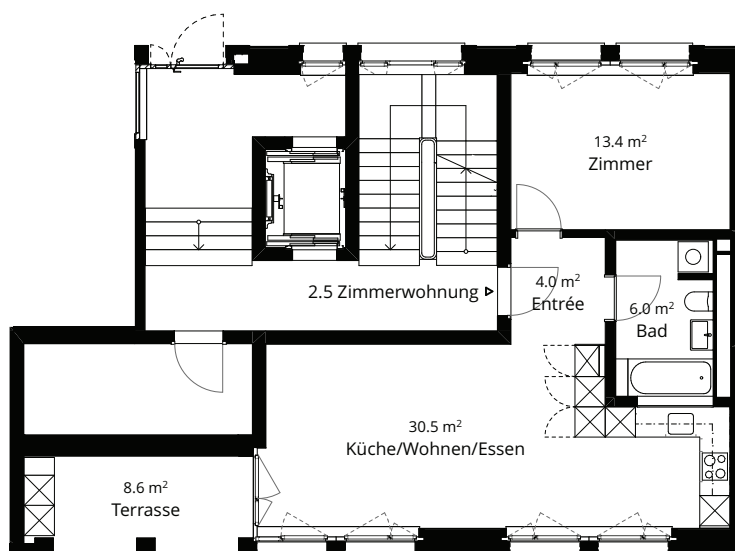 13.4 m²
Zimmer
2.5 Zimmerwohnung
4.0 m²
Entrée
6.0 m²
Bad
30.5 m²
Küche/Wohnen/Essen
8.6 m²
Terrasse